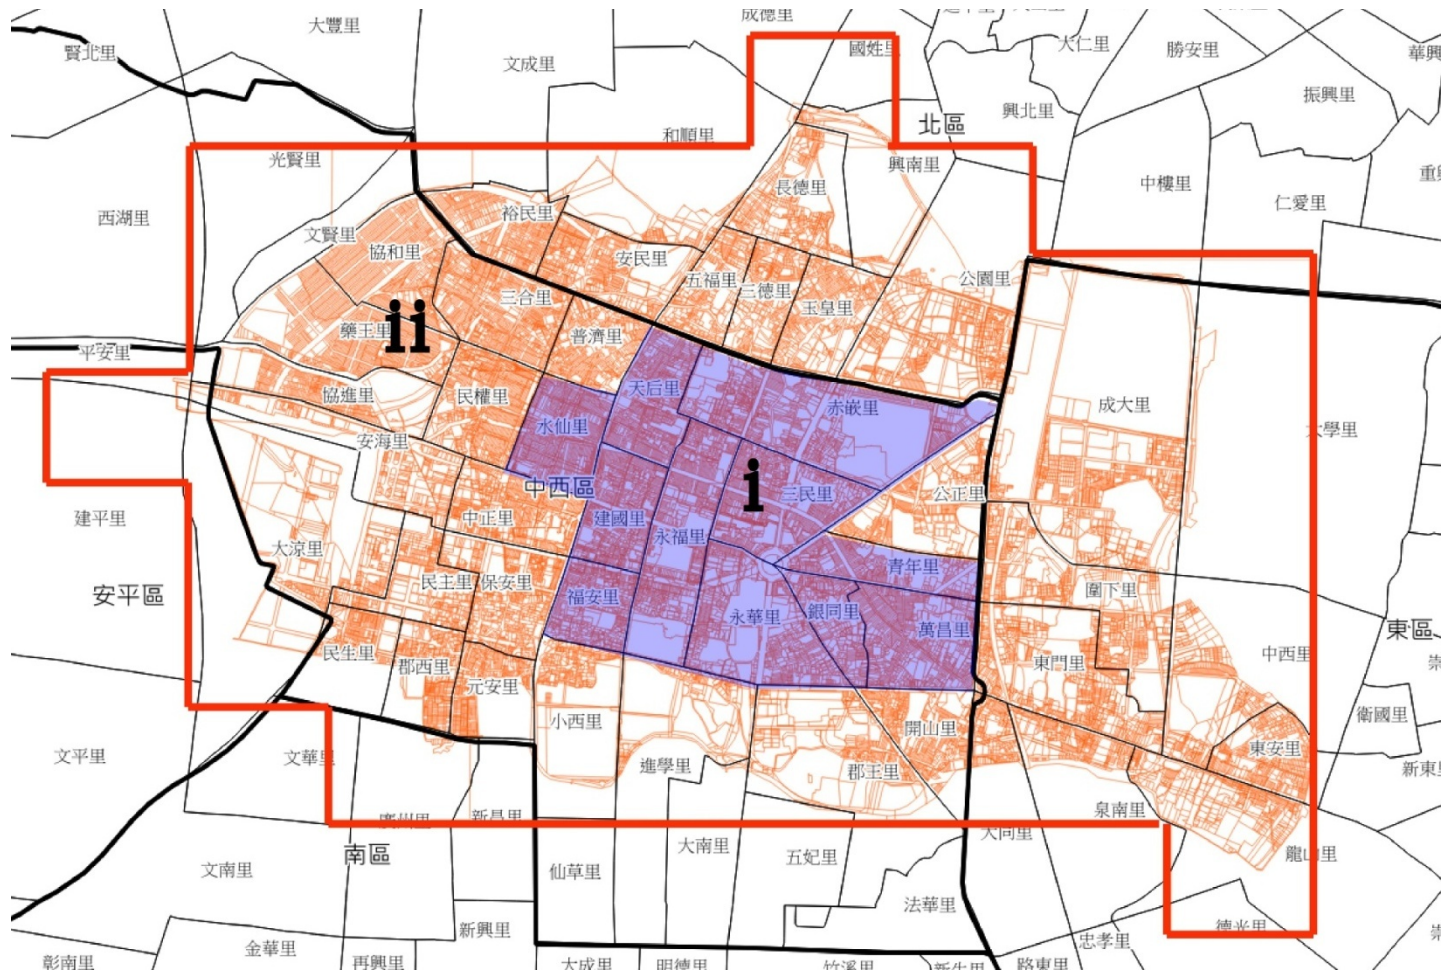 成德里
大豐里
國姓里
大仁里
勝安里
賢北里
文成里
振興里
興北里
北區
和順里
光賢里
興南里
中樓里
長德里
仁愛里
西湖里
裕民里
文賢里
協和里
安民里
五福里
三德里
公園里
三合里
玉皇里
藥王里
ii
普濟里
平安里
天后里
協進里
民權里
赤嵌里
成大里
水仙里
大學里
安海里
中西區
i
三民里
公正里
建平里
中正里
建國里
永福里
大涼里
青年里
民主里
保安里
圍下里
安平區
福安里
永華里
銀同里
萬昌里
東區
民生里
郡西里
東門里
中西里
元安里
小西里
開山里
衛國里
東安里
文平里
文華里
進學里
郡王里
新東里
廣州里
新昌里
泉南里
大同里
南區
大南里
五妃里
龍山里
文南里
仙草里
法華里
德光里
新興里
金華里
忠孝里
彰南里
再興里
大成里
明德里
竹溪里
新生里
路東里